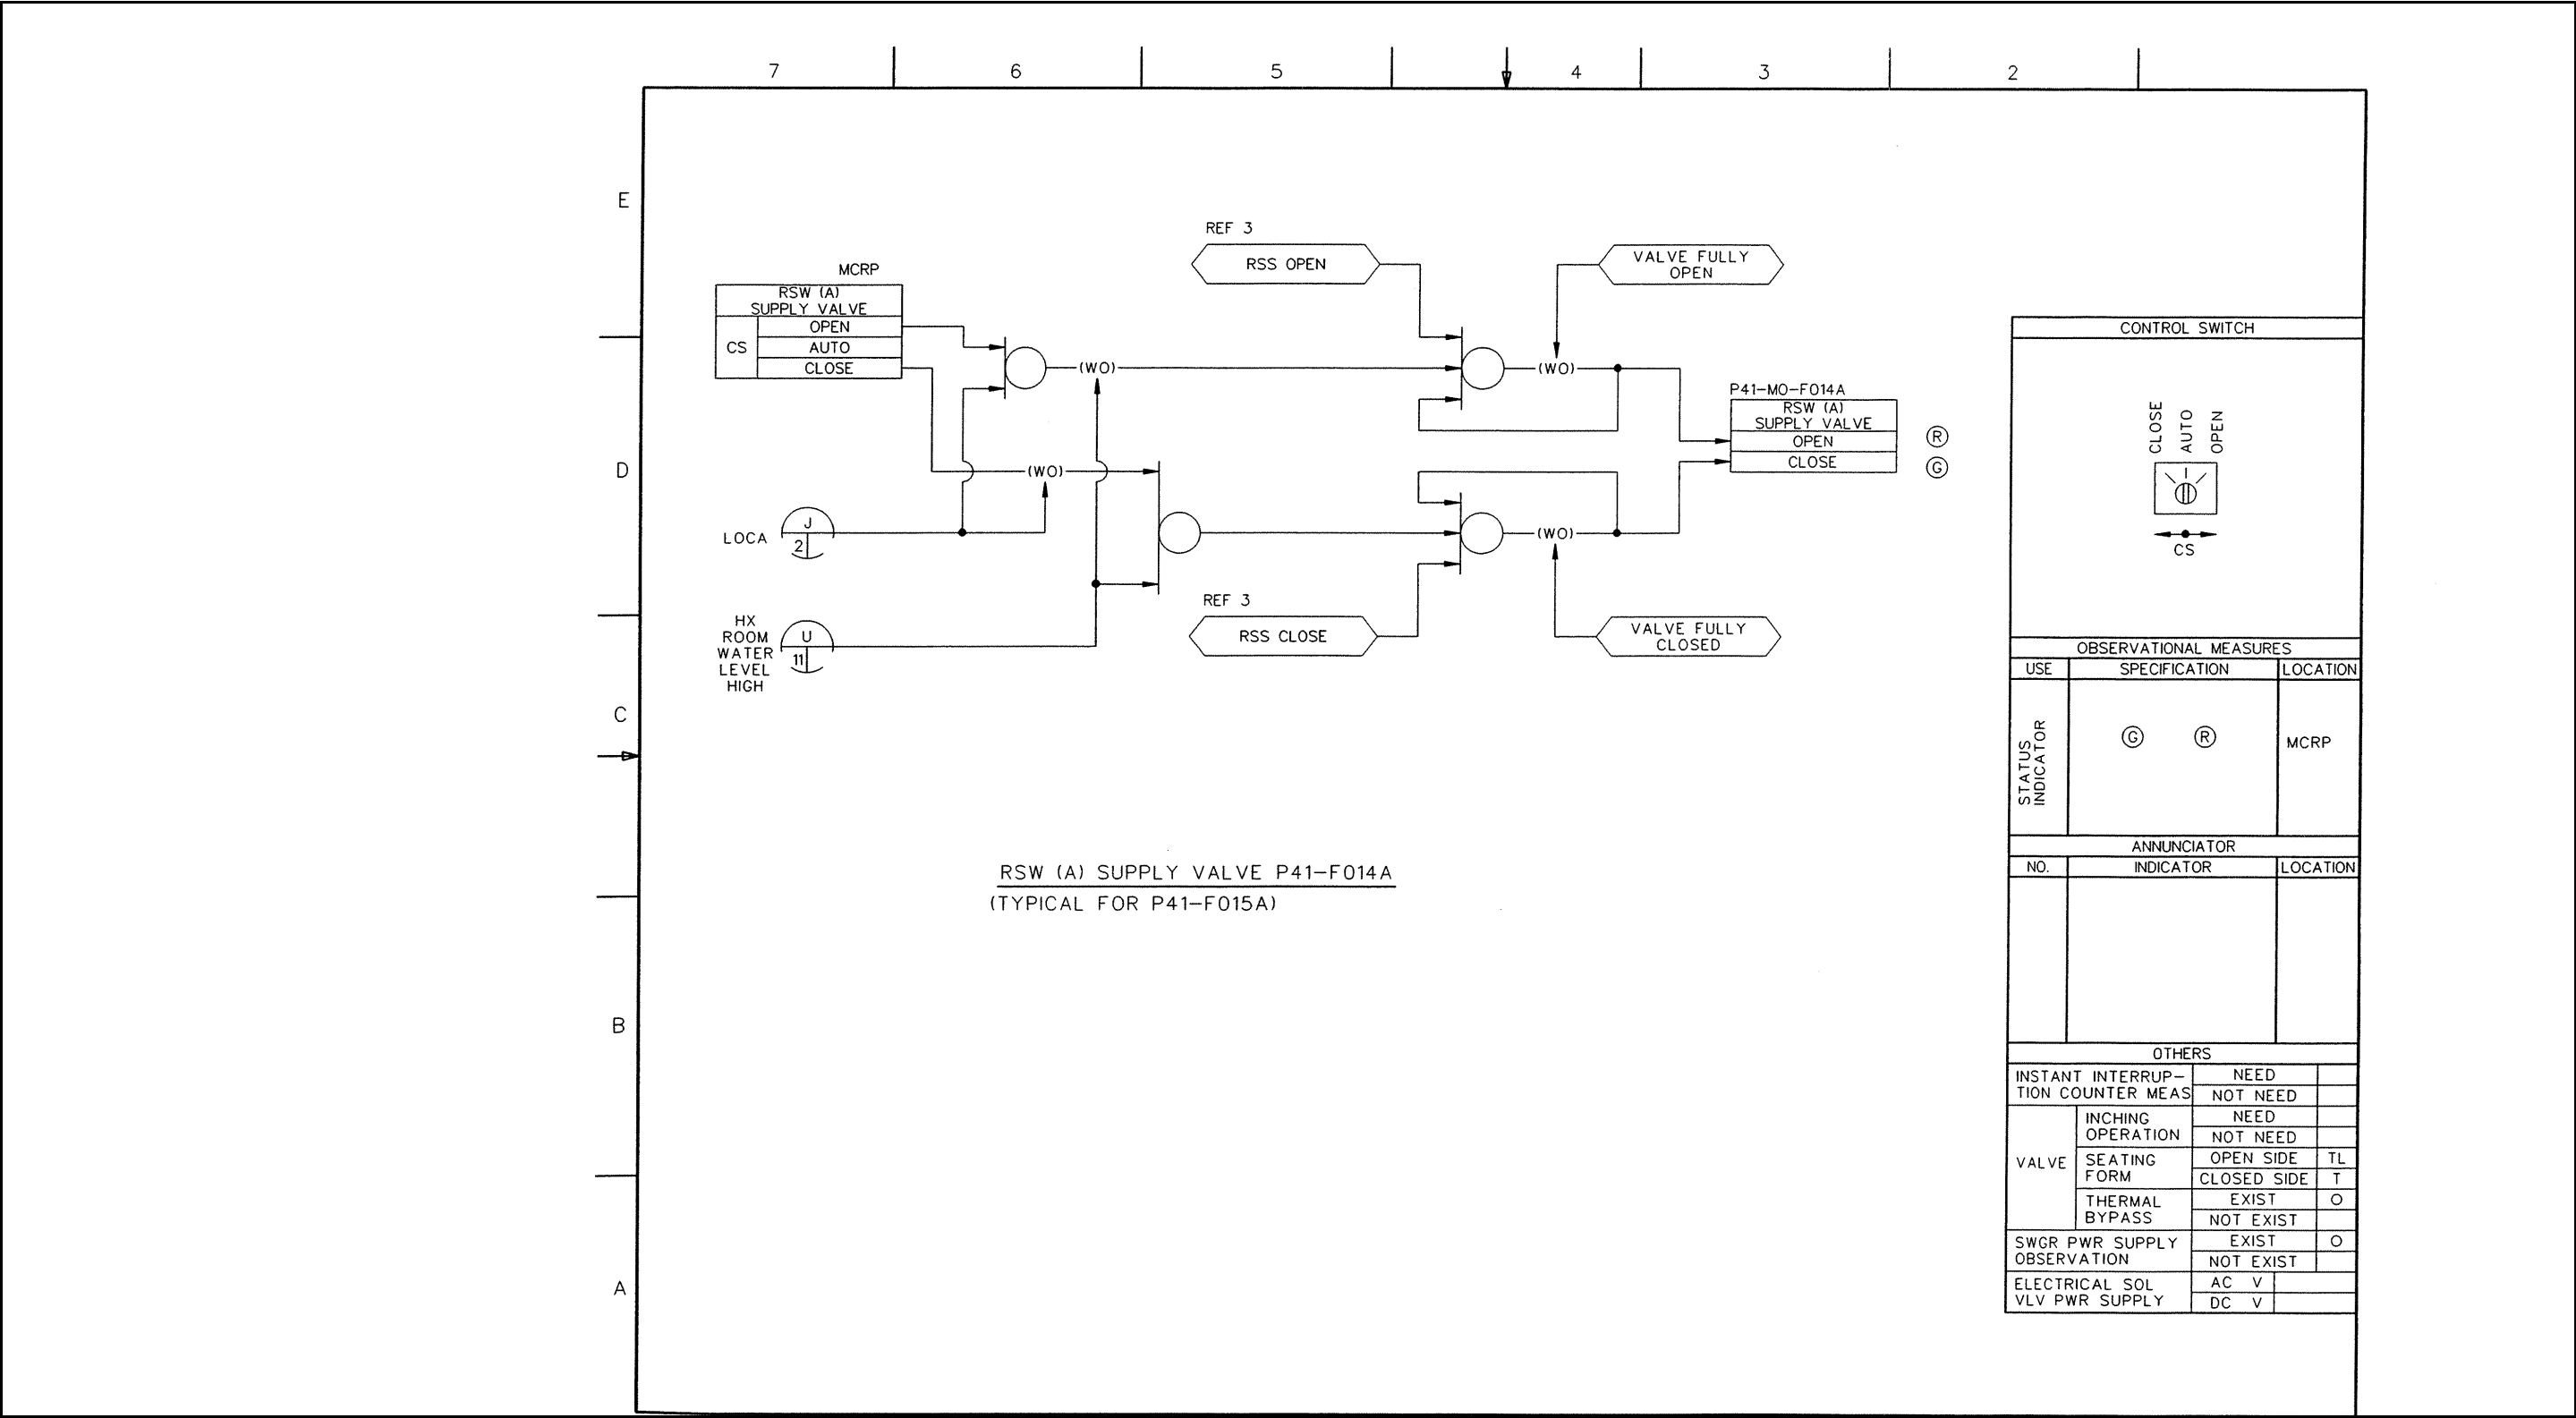 7
6
5
4
3
2
E
D
C
B
A
MCRP
RSW (A)
SUPPLY VALVE
CS
OPEN
AUTO
CLOSE
REF 3
RSS OPEN
VALVE FULLY
OPEN
(WO)
(WO)
(WO)
(WO)
P41-MO-F014A
RSW (A)
SUPPLY VALVE
OPEN
CLOSE
R
G
LOCA
J
2
REF 3
RSS CLOSE
VALVE FULLY
CLOSED
HX
ROOM
WATER
LEVEL
HIGH
U
11
RSW (A) SUPPLY VALVE P41-F014A
(TYPICAL FOR P41-F015A)
CONTROL SWITCH
CLOSE
AUTO
OPEN
CS
OBSERVATIONAL MEASURES
USE SPECIFICATION LOCATION
STATUS
INDICATOR
G R
MCRP
ANNUNCIATOR
NO. INDICATOR LOCATION
OTHERS
INSTANT INTERRUP-
TION COUNTER MEAS
NEED
NOT NEED
VALVE
INCHING
OPERATION
NEED
NOT NEED
SEATING
FORM
OPEN SIDE TL
CLOSED SIDE T
THERMAL
BYPASS
EXIST O
NOT EXIST
SWGR PWR SUPPLY
OBSERVATION
EXIST O
NOT EXIST
ELECTRICAL SOL
VLV PWR SUPPLY
AC V
DC V